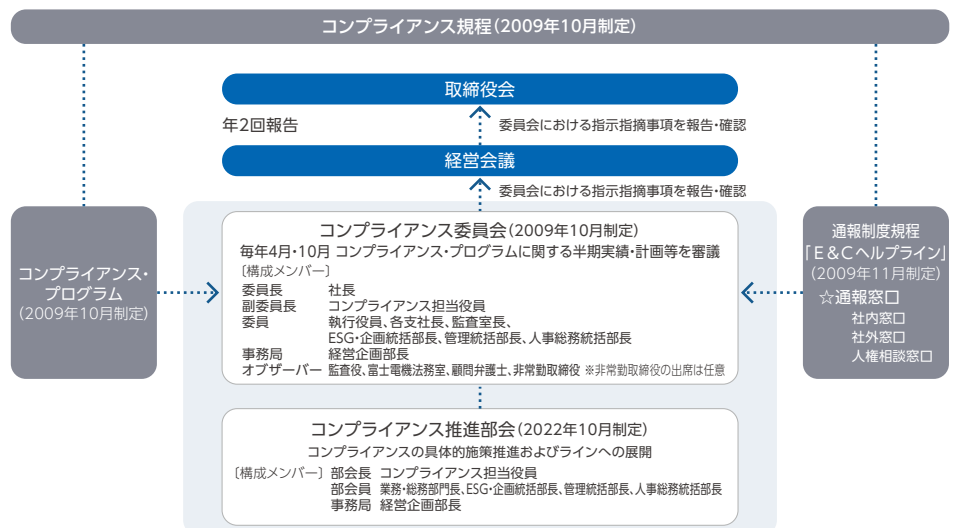 コンプライアンス規程(2009年10月制定)
取締役会
年2回報告
委員会における指示指摘事項を報告・確認
経営会議
委員会における指示指摘事項を報告・確認
コンプライアンス・
プログラム
(2009年10月制定)
コンプライアンス委員会(2009年10月制定)
毎年4月・10月 コンプライアンス・プログラムに関する半期実績・計画等を審議
〔構成メンバー〕
委員長 社長
副委員長 コンプライアンス担当役員
委員 執行役員、各支社長、監査室長、
ESG・企画統括部長、管理統括部長、人事総務統括部長
事務局 経営企画部長
オブザーバー 監査役、富士電機法務室、顧問弁護士、非常勤取締役 ※非常勤取締役の出席は任意
通報制度規程
「E&Cヘルプライン」
(2009年11月制定)
☆通報窓口
社内窓口
社外窓口
人権相談窓口
コンプライアンス推進部会(2022年10月制定)
コンプライアンスの具体的施策推進およびラインへの展開
〔構成メンバー〕 部会長 コンプライアンス担当役員
部会員 業務・総務部門長、ESG・企画統括部長、管理統括部長、人事総務統括部長
事務局 経営企画部長